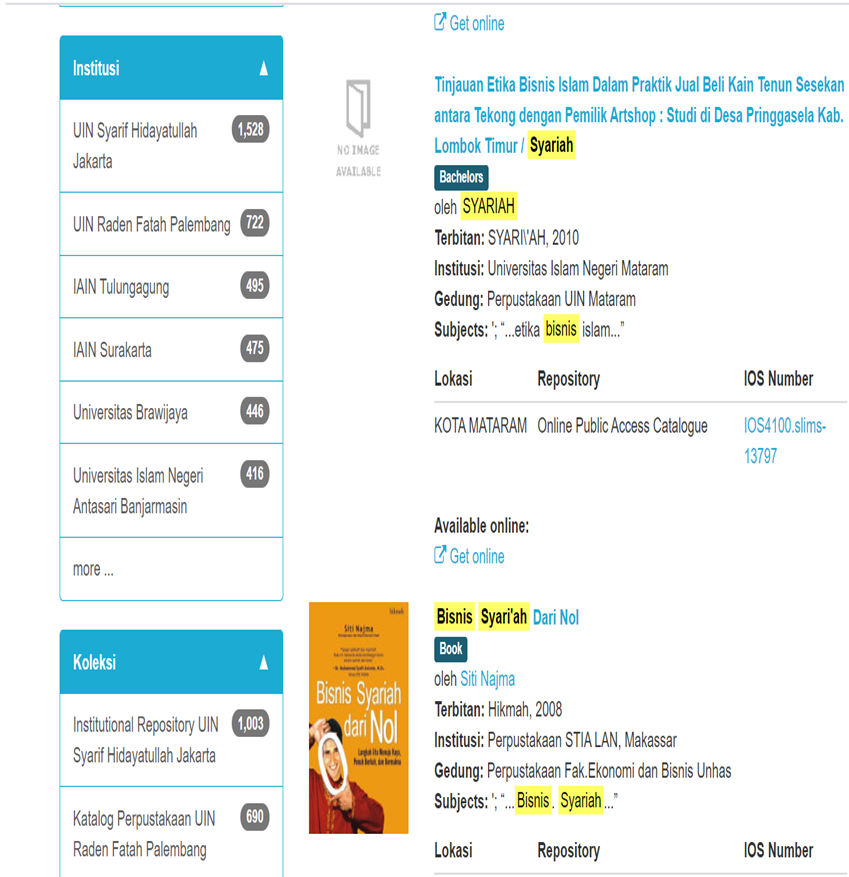 Institusi
UIN Syarif Hidayatullah 1,528
Jakarta
UIN Raden Fatah Palembang 722
IAIN Tulungagung 495
IAIN Surakarta 475
Universitas Brawijaya 446
Universitas Islam Negeri 416
Antasari Banjarmasin
more ...
Koleksi
Institutional Repository UIN 1,003
Syarif Hidayatullah Jakarta
Katalog Perpustakaan UIN 690
Raden Fatah Palembang
Get online
NO IMAGE
AVAILABLE
Tinjauan Etika Bisnis Islam Dalam Praktik Jual Beli Kain Tenun Sesekan
antara Tekong dengan Pemilik Artshop : Studi di Desa Pringgasela Kab.
Lombok Timur / Syariah
Bachelors
oleh SYARIAH
Terbitan: SYARI\'AH, 2010
Institusi: Universitas Islam Negeri Mataram
Gedung: Perpustakaan UIN Mataram
Subjects: '; “...etika bisnis islam...”
Lokasi Repository IOS Number
KOTA MATARAM Online Public Access Catalogue IOS4100.slims-
13797
Available online:
Get online
Hikmah
Siti Najma
Bisnis Syariah
dari Nol
Langkah Jitu Menuju Kaya,
Penuh Berkah, dan Bermakna
Bisnis Syari'ah Dari Nol
Book
oleh Siti Najma
Terbitan: Hikmah, 2008
Institusi: Perpustakaan STIA LAN, Makassar
Gedung: Perpustakaan Fak.Ekonomi dan Bisnis Unhas
Subjects: '; “...Bisnis. Syariah...”
Lokasi Repository IOS Number